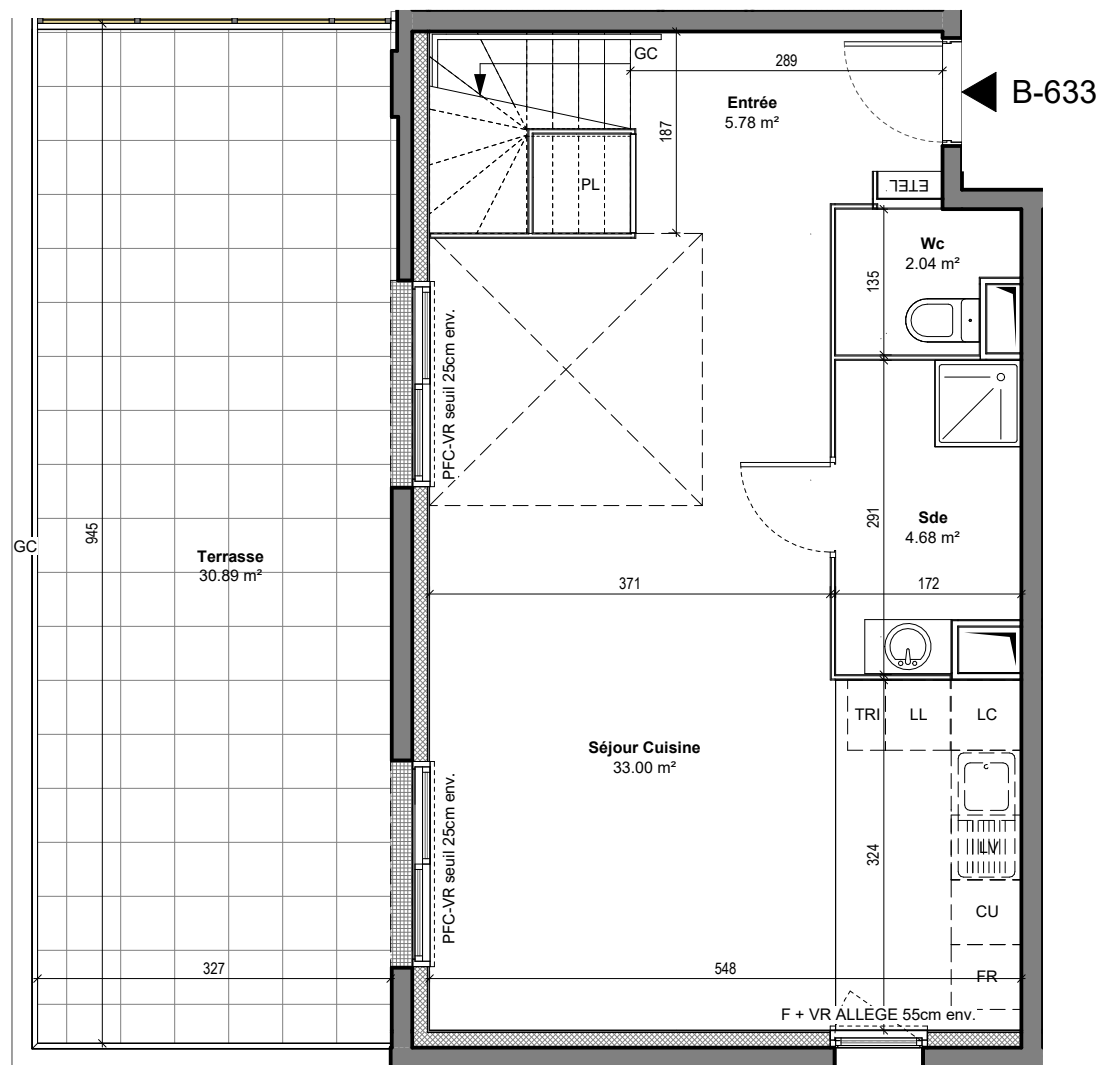 GC
289
B-633
Entrée
5.78 m²
187
PL
ETEL
Wc
2.04 m²
135
PFC-VR seuil 25cm env.
945
GC
Terrasse
30.89 m²
291
Sde
4.68 m²
371
172
TRI
LL
LC
Séjour Cuisine
33.00 m²
PFC-VR seuil 25cm env.
324
LV
CU
327
548
FR
F + VR ALLEGE 55cm env.